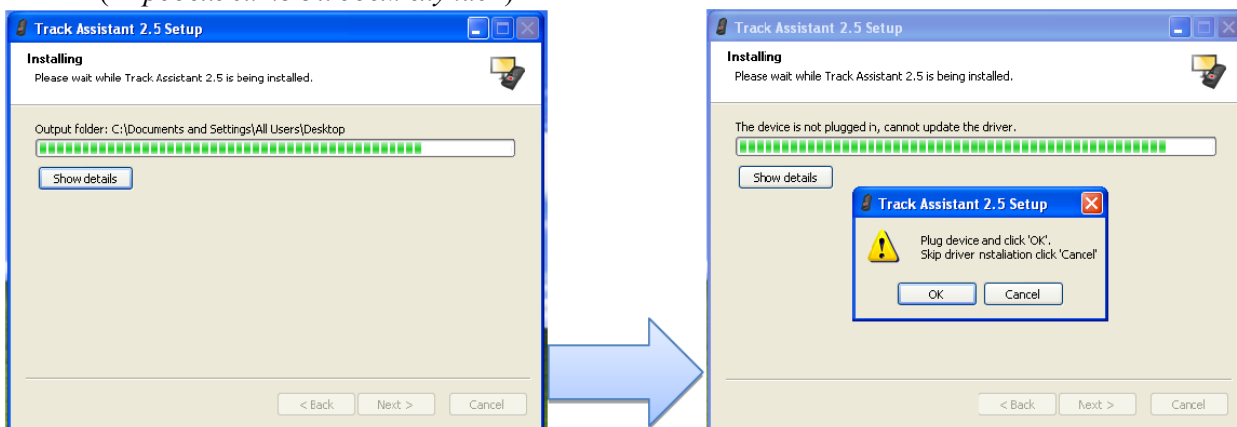 Track Assistant 2.5 Setup
Installing
Please wait while Track Assistant 2.5 is being installed.
Output folder: C:\Documents and Settings\All Users\Desktop
Show details
< Back
Next >
Cancel
Track Assistant 2.5 Setup
Installing
Please wait while Track Assistant 2.5 is being installed.
The device is not plugged in, cannot update the driver.
Show details
Track Assistant 2.5 Setup
Plug device and click 'OK'.
Skip driver nstaliation click 'Cancel'
OK
Cancel
< Back
Next >
Cancel